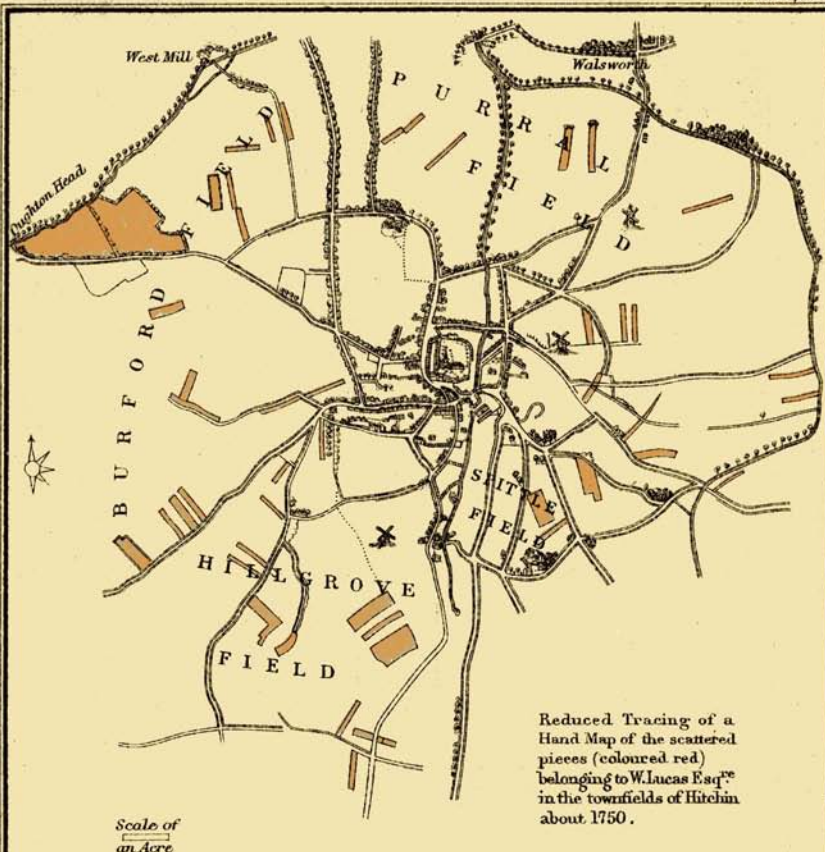 West Mill
Walsworth
PURRAL
FIELD
Oughton Head
BURFORD FIELD
SPITTLE
FIELD
HILLGROVE
FIELD
Reduced Tracing of a
Hand Map of the scattered
pieces (coloured red)
belonging to W. Lucas Esqre.
in the townfields of Hitchin
about 1750.
Scale of
an Acre